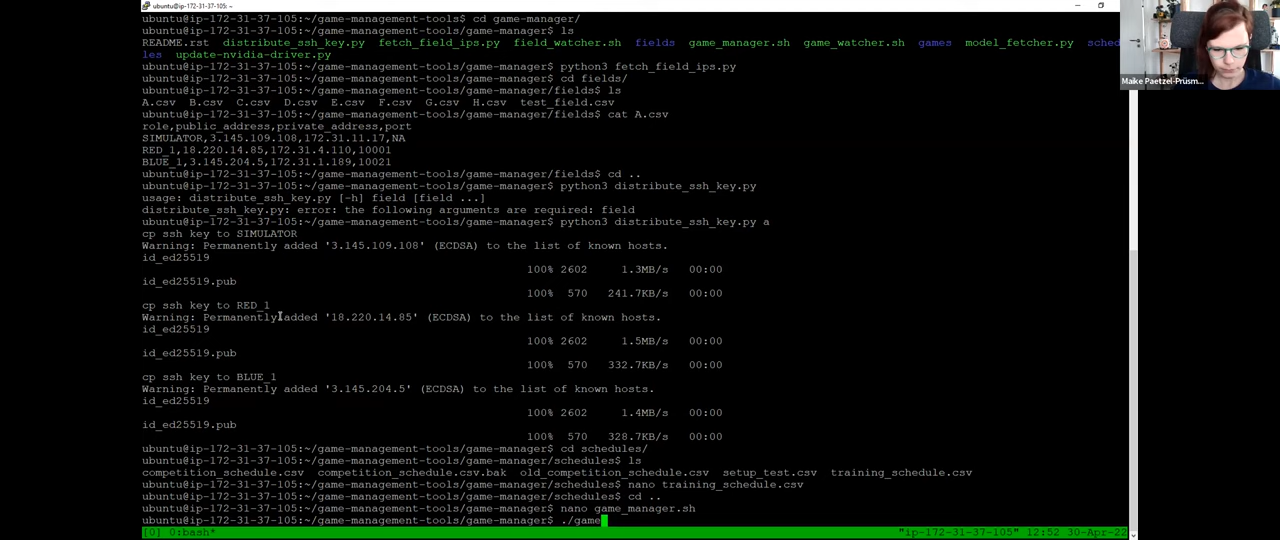 ubuntu@ip-172-31-37-105: ~
ubuntu@ip-172-31-37-105:~/game-management-tools$ cd game-manager/
ubuntu@ip-172-31-37-105:~/game-management-tools/game-manager$ ls
README.rst  distribute_ssh_key.py  fetch_field_ips.py  field_watcher.sh  fields  game_manager.sh  game_watcher.sh  games  model_fetcher.py  sched
les  update-nvidia-driver.py
ubuntu@ip-172-31-37-105:~/game-management-tools/game-manager$ python3 fetch_field_ips.py
ubuntu@ip-172-31-37-105:~/game-management-tools/game-manager$ cd fields/
ubuntu@ip-172-31-37-105:~/game-management-tools/game-manager/fields$ ls
A.csv  B.csv  C.csv  D.csv  E.csv  F.csv  G.csv  H.csv  test_field.csv
ubuntu@ip-172-31-37-105:~/game-management-tools/game-manager/fields$ cat A.csv
role,public_address,private_address,port
SIMULATOR,3.145.109.108,172.31.11.17,NA
RED_1,18.220.14.85,172.31.4.110,10001
BLUE_1,3.145.204.5,172.31.1.189,10021
ubuntu@ip-172-31-37-105:~/game-management-tools/game-manager/fields$ cd ..
ubuntu@ip-172-31-37-105:~/game-management-tools/game-manager$ python3 distribute_ssh_key.py
usage: distribute_ssh_key.py [-h] field [field ...]
distribute_ssh_key.py: error: the following arguments are required: field
ubuntu@ip-172-31-37-105:~/game-management-tools/game-manager$ python3 distribute_ssh_key.py a
cp ssh key to SIMULATOR
Warning: Permanently added '3.145.109.108' (ECDSA) to the list of known hosts.
id_ed25519
100% 2602     1.3MB/s   00:00
id_ed25519.pub
100%  570   241.7KB/s   00:00
cp ssh key to RED_1
Warning: Permanently added '18.220.14.85' (ECDSA) to the list of known hosts.
id_ed25519
100% 2602     1.5MB/s   00:00
id_ed25519.pub
100%  570   332.7KB/s   00:00
cp ssh key to BLUE_1
Warning: Permanently added '3.145.204.5' (ECDSA) to the list of known hosts.
id_ed25519
100% 2602     1.4MB/s   00:00
id_ed25519.pub
100%  570   328.7KB/s   00:00
ubuntu@ip-172-31-37-105:~/game-management-tools/game-manager$ cd schedules/
ubuntu@ip-172-31-37-105:~/game-management-tools/game-manager/schedules$ ls
competition_schedule.csv  competition_schedule.csv.bak  old_competition_schedule.csv  setup_test.csv  training_schedule.csv
ubuntu@ip-172-31-37-105:~/game-management-tools/game-manager/schedules$ nano training_schedule.csv
ubuntu@ip-172-31-37-105:~/game-management-tools/game-manager/schedules$ cd ..
ubuntu@ip-172-31-37-105:~/game-management-tools/game-manager$ nano game_manager.sh
ubuntu@ip-172-31-37-105:~/game-management-tools/game-manager$ ./game
[0] 0:bash*  "ip-172-31-37-105" 12:52 30-Apr-22
Maike Paetzel-Prüsm...